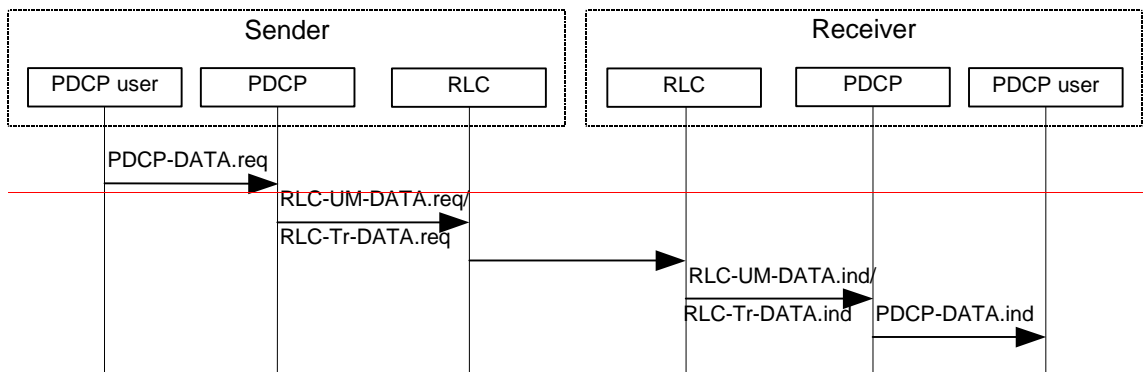 Sender
Receiver
PDCP user
PDCP
RLC
RLC
PDCP
PDCP user
PDCP-DATA.req
RLC-UM-DATA.req/
RLC-Tr-DATA.req
RLC-UM-DATA.ind/
RLC-Tr-DATA.ind
PDCP-DATA.ind